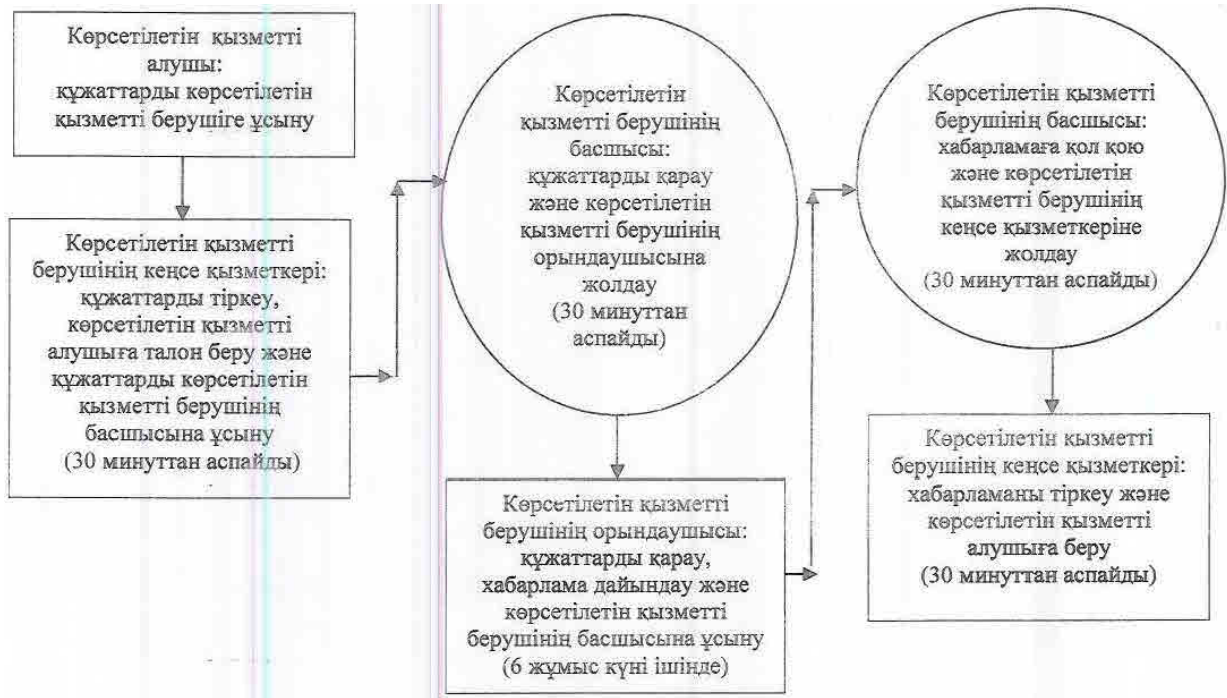 Көрсетілетін қызметті
алушы:
құжаттарды көрсетілетін
қызметті берушіге ұсыну
Көрсетілетін қызметті
берушінің кеңсе қызметкері:
құжаттарды тіркеу,
көрсетілетін қызметті
алушыға талон беру және
құжаттарды көрсетілетін
қызметті берушінің
басшысына ұсыну
(30 минуттан аспайды)
Көрсетілетін
қызметті берушінің
басшысы:
құжаттарды қарау
және көрсетілетін
қызметті берушінің
орындаушысына
жолдау
(30 минуттан
аспайды)
Көрсетілетін қызметті
берушінің орындаушысы:
құжаттарды қарау,
хабарлама дайындау және
көрсетілетін қызметті
берушінің басшысына ұсыну
(6 жұмыс күні ішінде)
Көрсетілетін қызметті
берушінің басшысы:
хабарламаға қол қою
және көрсетілетін
қызметті берушінің
кеңсе қызметкеріне
жолдау
(30 минуттан аспайды)
Көрсетілетін қызметті
берушінің кеңсе қызметкері:
хабарламаны тіркеу және
көрсетілетін қызметті
алушыға беру
(30 минуттан аспайды)